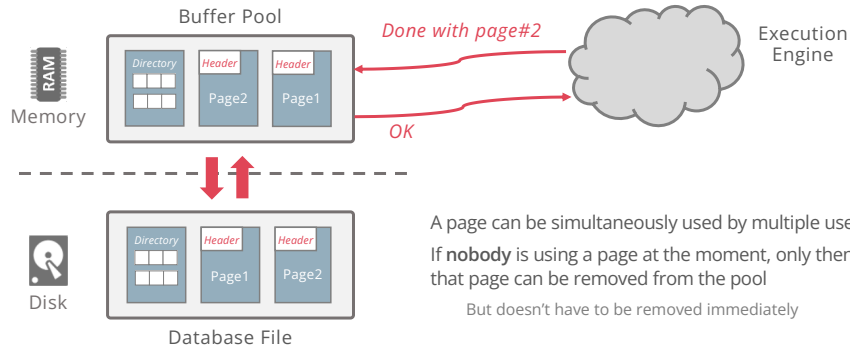 Buffer Pool
Done with page#2
Execution
Engine
RAM
Memory
Directory
Header
Page2
Header
Page1
OK
Directory
Header
Page1
Header
Page2
Disk
Database File
A page can be simultaneously used by multiple use
If nobody is using a page at the moment, only then
that page can be removed from the pool
But doesn't have to be removed immediately